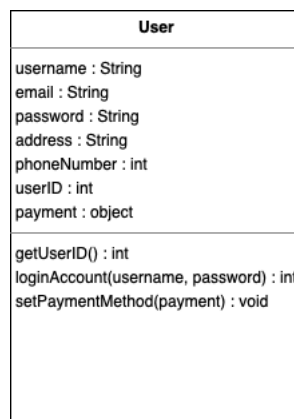 User
username : String
email : String
password : String
address : String
phoneNumber : int
userID : int
payment : object
getUserID() : int
loginAccount(username, password) : int
setPaymentMethod(payment) : void